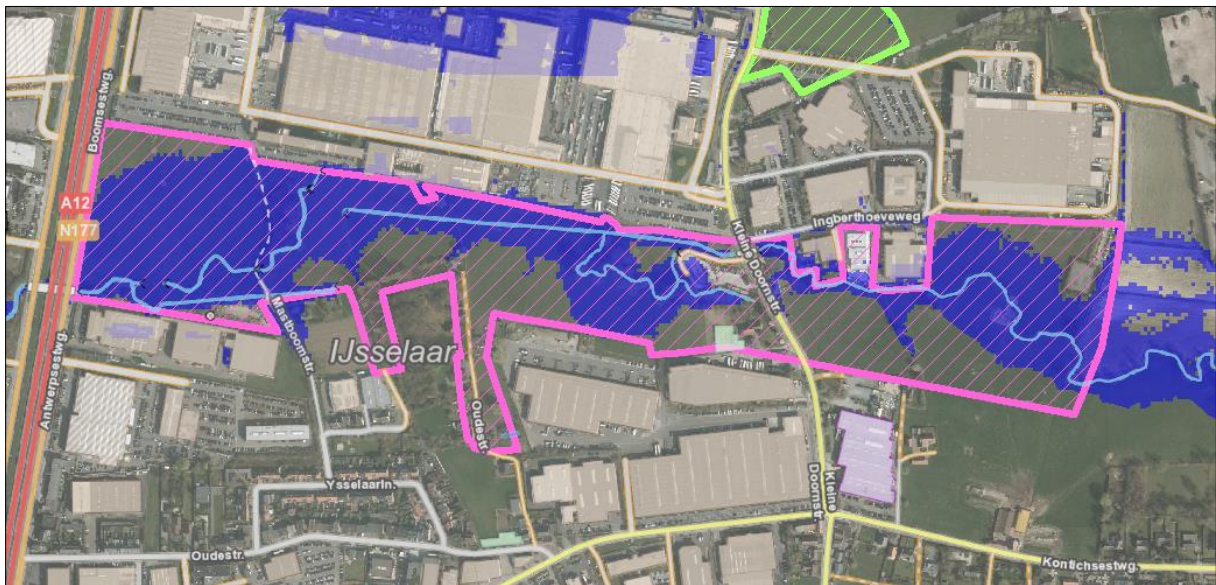 Boomsestwg.
A12
N177
Ingberthoeveweg
Kleine Doornstr.
Mastboomstr.
IJsselaar
Antwerpsestwg.
Oudestr.
Ysselaarln.
Kleine
Doornstr.
Oudestr.
Kontichsestwg.